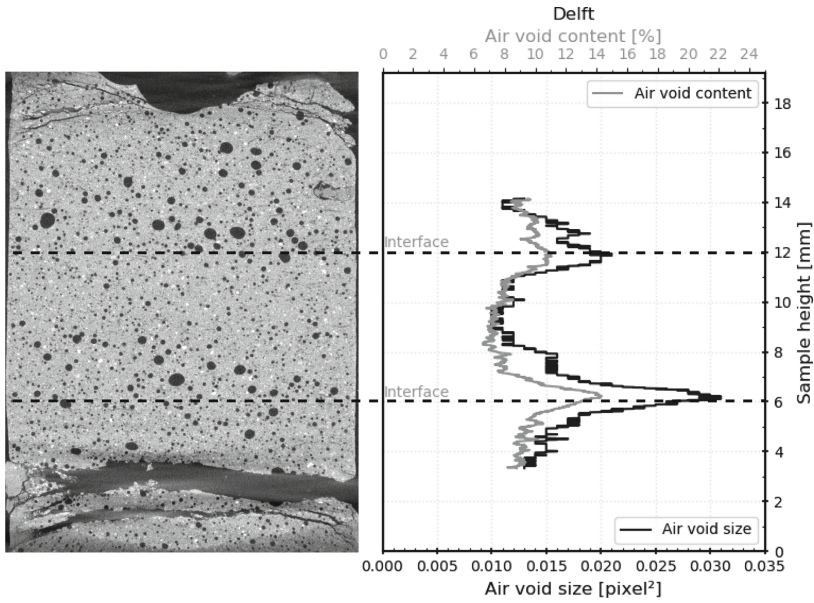 Delft
Air void content [%]
0 2 4 6 8 10 12 14 16 18 20 22 24
Air void content
18
16
14
Interface
12
10
8
Interface
6
4
2
Air void size
0
Sample height [mm]
0.000 0.005 0.010 0.015 0.020 0.025 0.030 0.035
Air void size [pixel²]